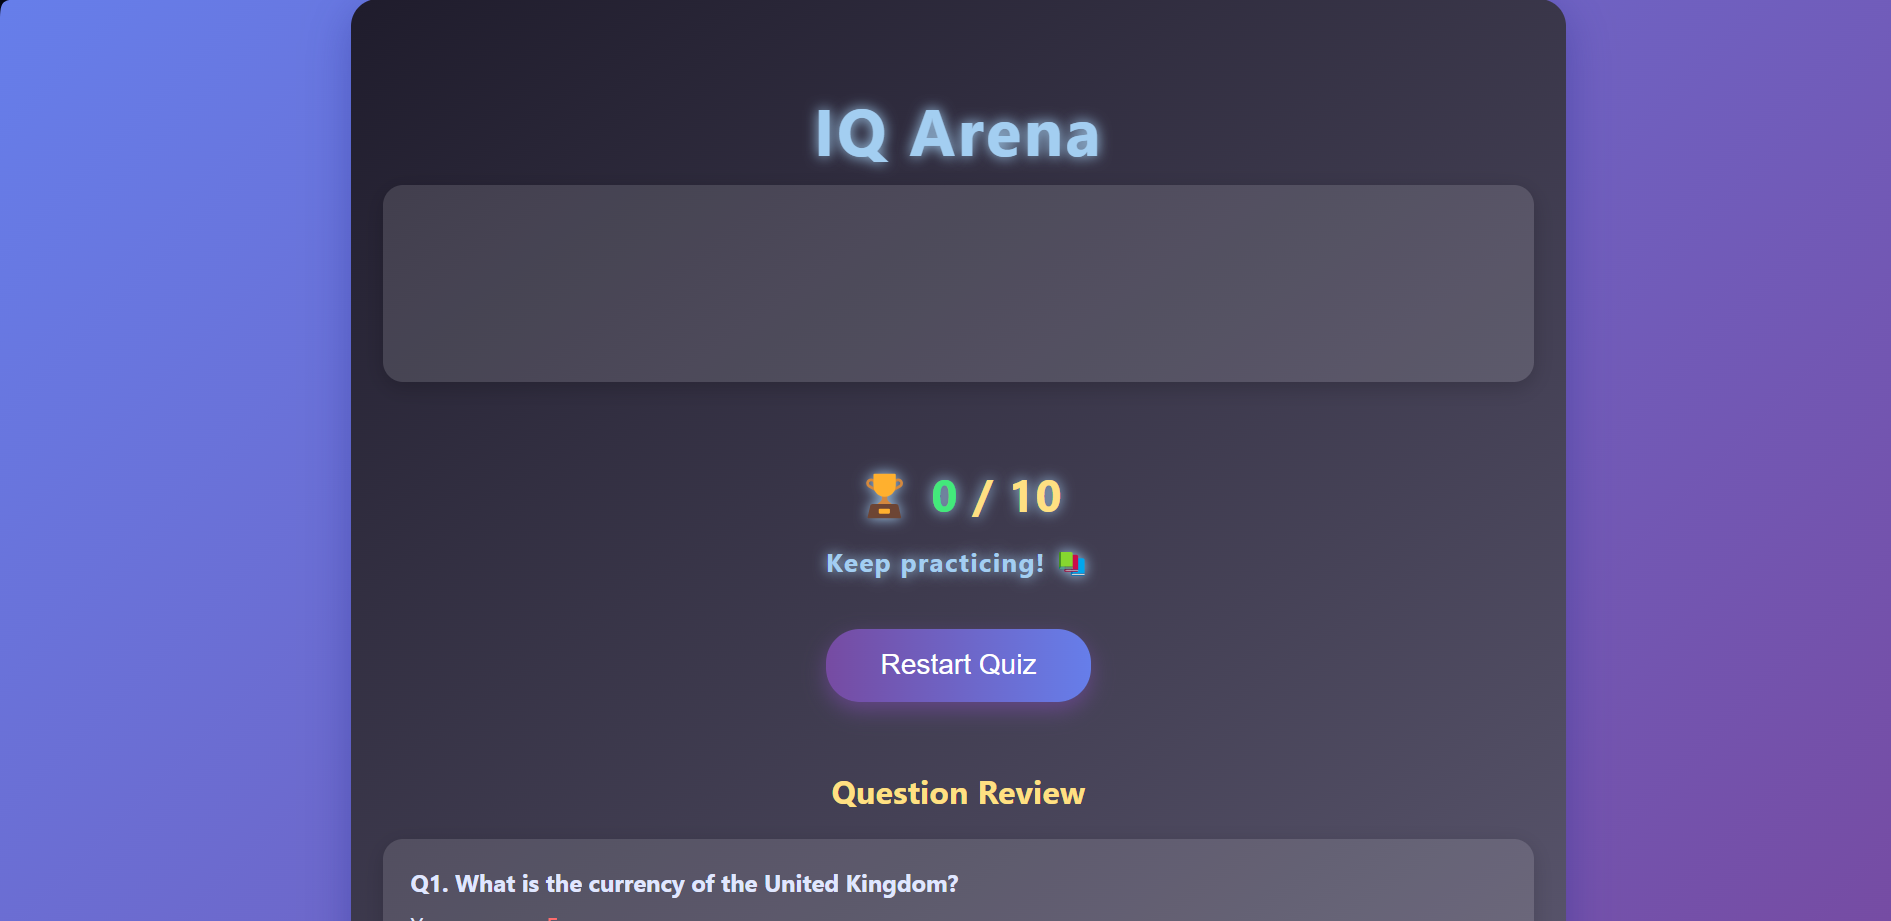 IQ Arena
0 / 10
Keep practicing!
Restart Quiz
Question Review
Q1. What is the currency of the United Kingdom?